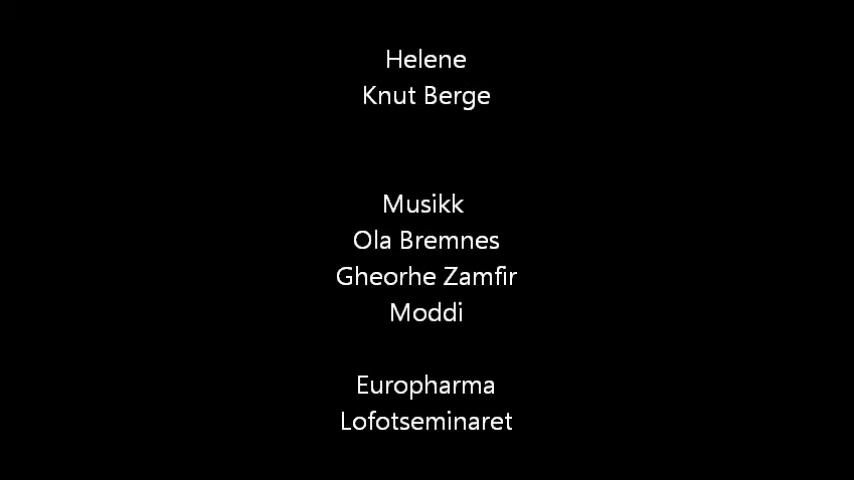 Helene
Knut Berge
Musikk
Ola Bremnes
Gheorhe Zamfir
Moddi
Europharma
Lofotseminaret